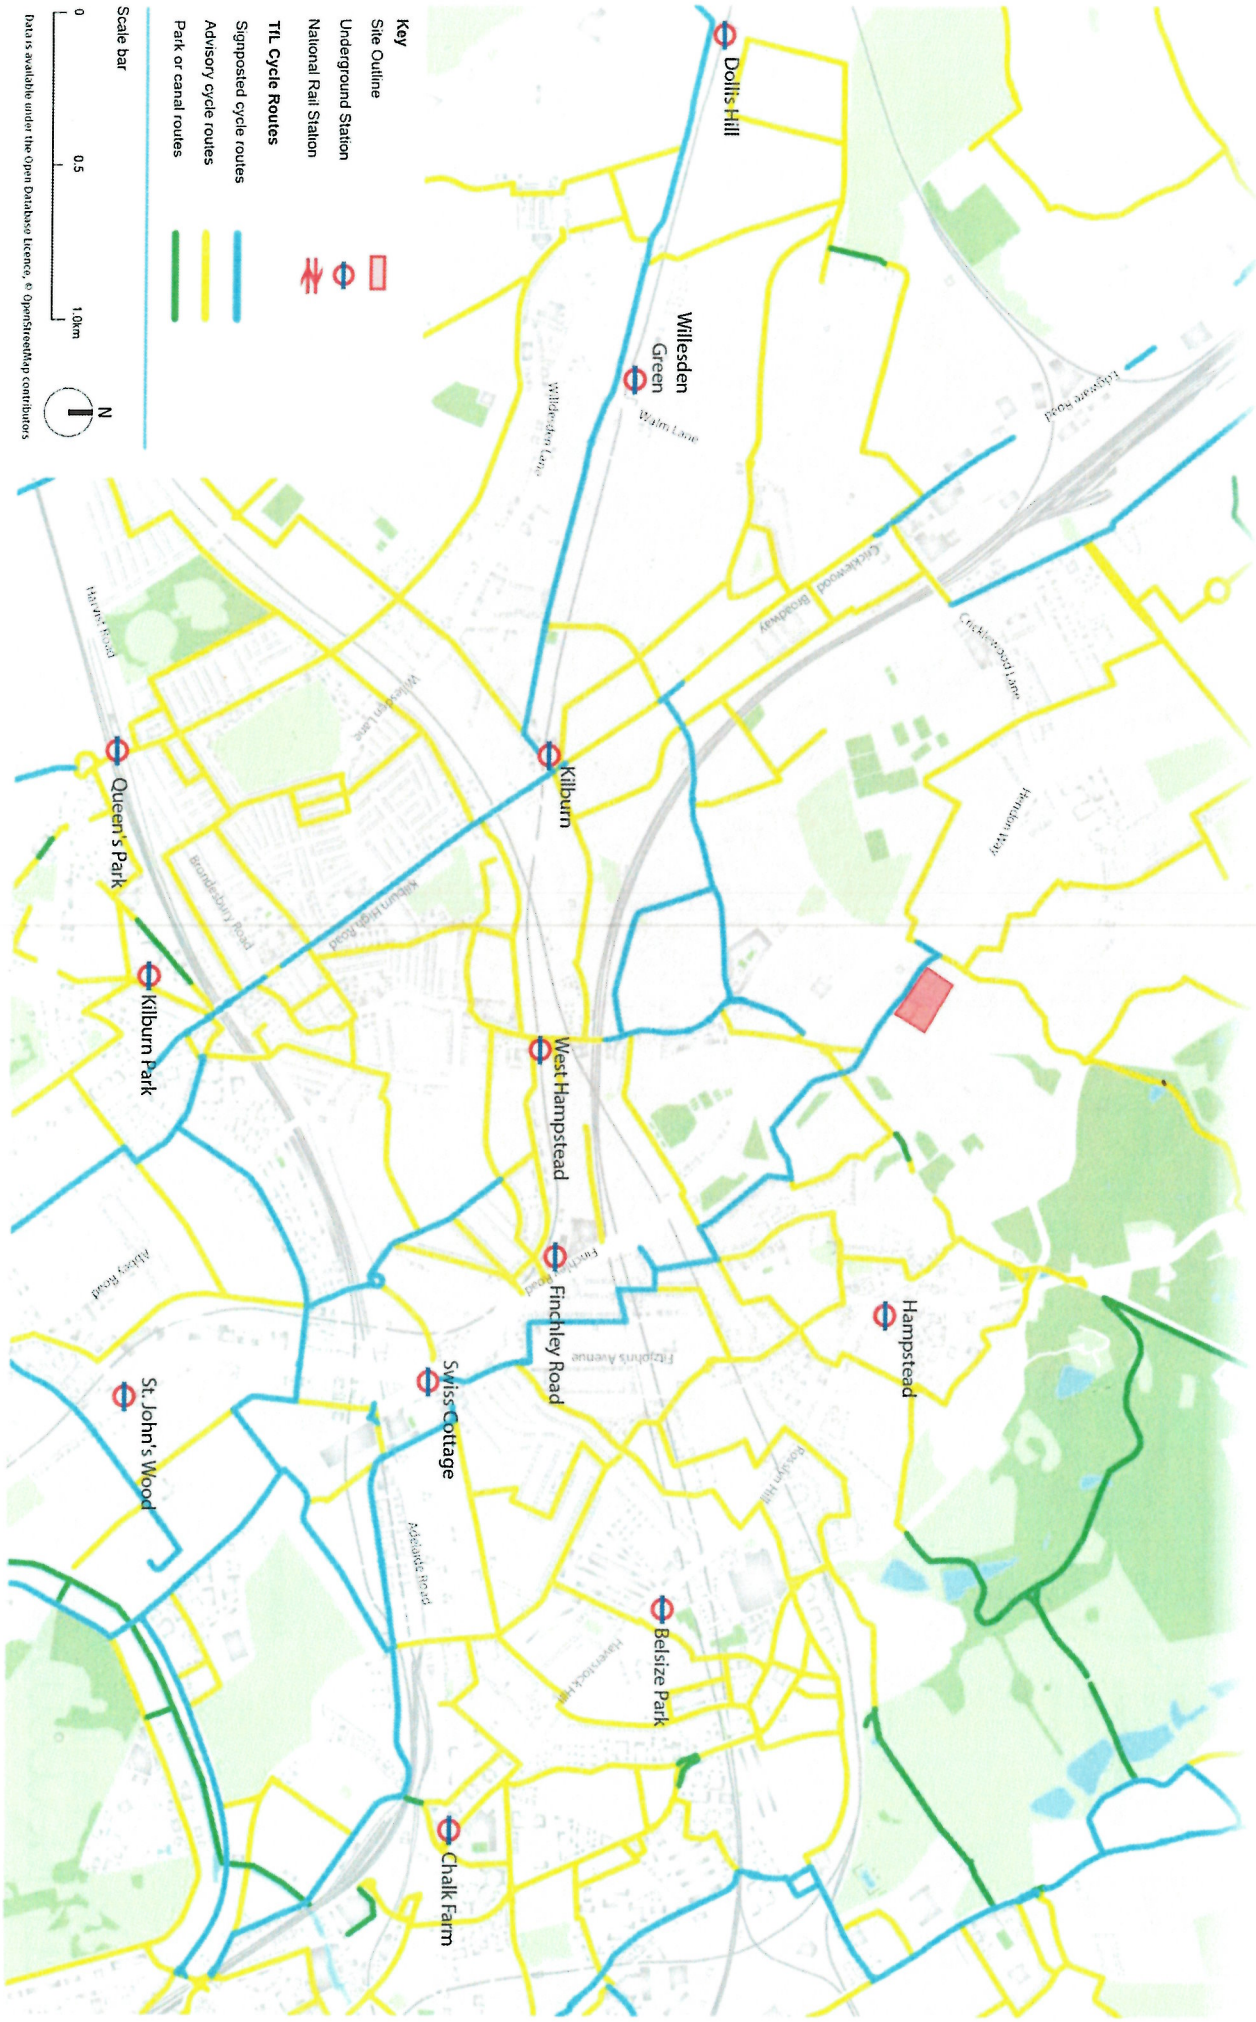 Key
Site Outline
Underground Station
National Rail Station
TfL Cycle Routes
Signposted cycle routes
Advisory cycle routes
Park or canal routes
Scale bar
0
0.5
1.0km
N
Data is available under the Open Database Licence, © OpenStreetMap contributors
Dollis Hill
Willesden
Green
Walm Lane
Willesden Lane
Edgware Road
Cricklewood
Broadway
Cricklewood Lane
Hendon Way
Harvist Road
Willesden Lane
Kilburn
Queen's Park
Brondesbury Road
Kilburn High Road
Kilburn Park
West Hampstead
Finchley Road
Finchley Road
Hampstead
Fitzjohn's Avenue
Abbey Road
Swiss Cottage
St. John's Wood
Rosslyn Hill
Adelaide Road
Belsize Park
Haverstock Hill
Chalk Farm